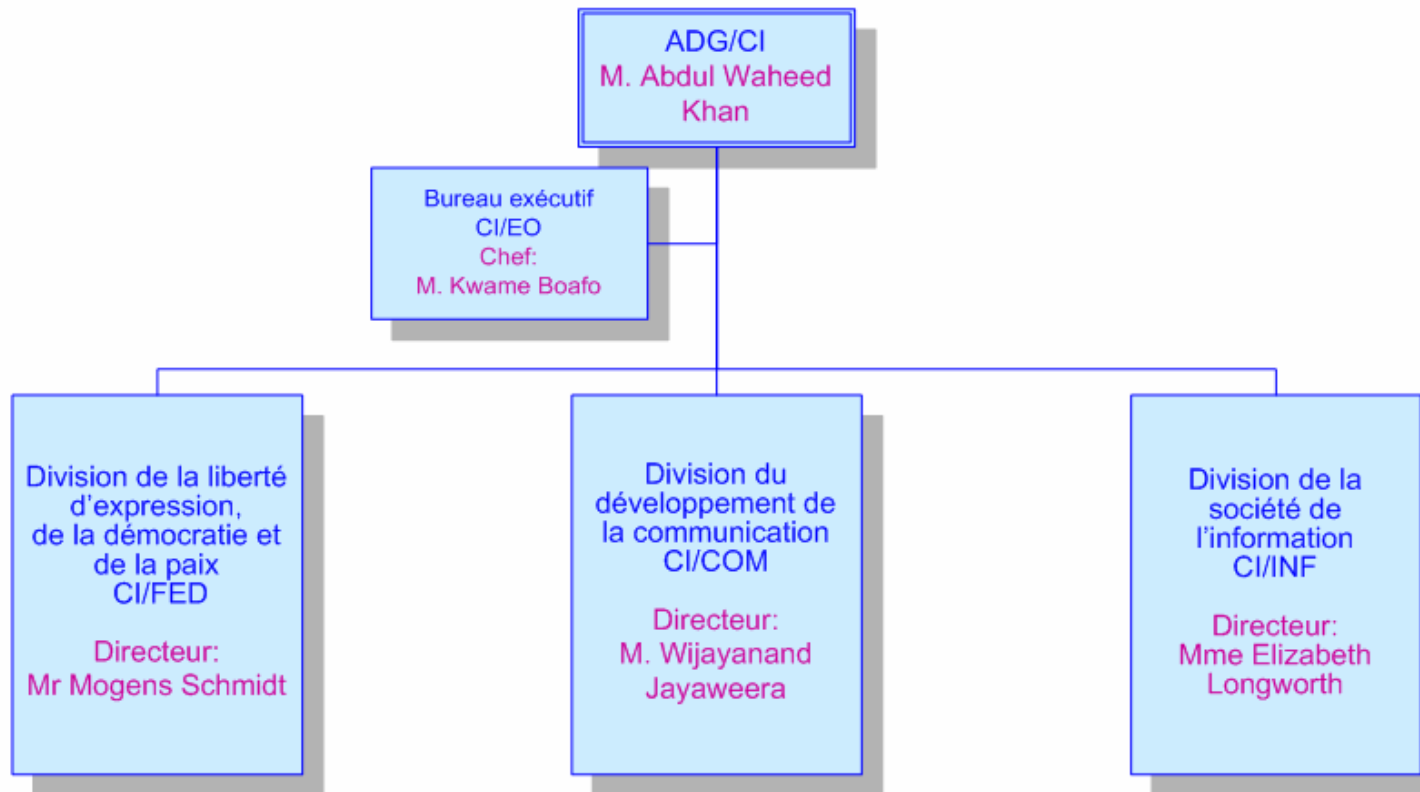 ADG/CI
M. Abdul Waheed
Khan
Bureau exécutif
CI/EO
Chef:
M. Kwame Boafo
Division de la liberté
d'expression,
de la démocratie et
de la paix
CI/FED
Directeur:
Mr Mogens Schmidt
Division du
développement de
la communication
CI/COM
Directeur:
M. Wijayanand
Jayaweera
Division de la
société de
l'information
CI/INF
Directeur:
Mme Elizabeth
Longworth